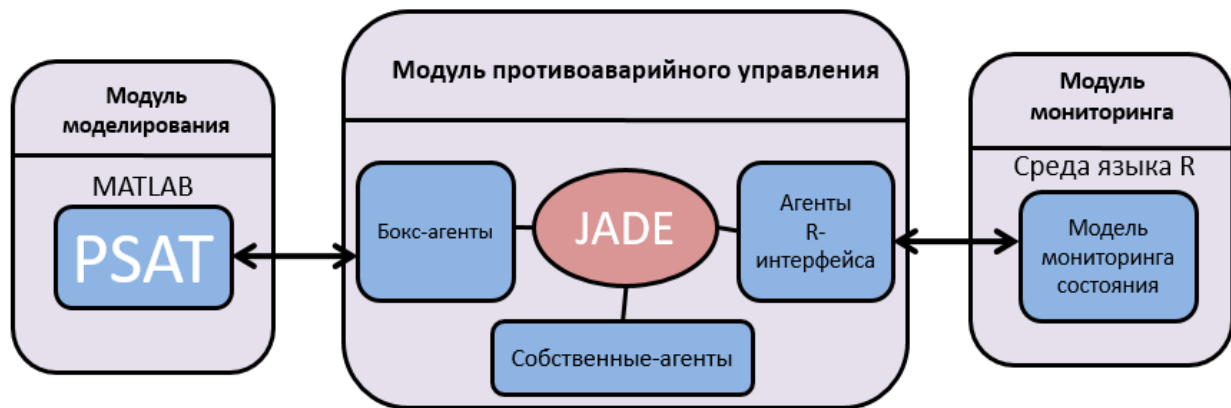 Модуль
моделирования
MATLAB
PSAT
Модуль противоаварийного управления
Бокс-агенты
JADE
Агенты
R-
интерфейса
Собственные-агенты
Модуль
мониторинга
Среда языка R
Модель
мониторинга
состояния